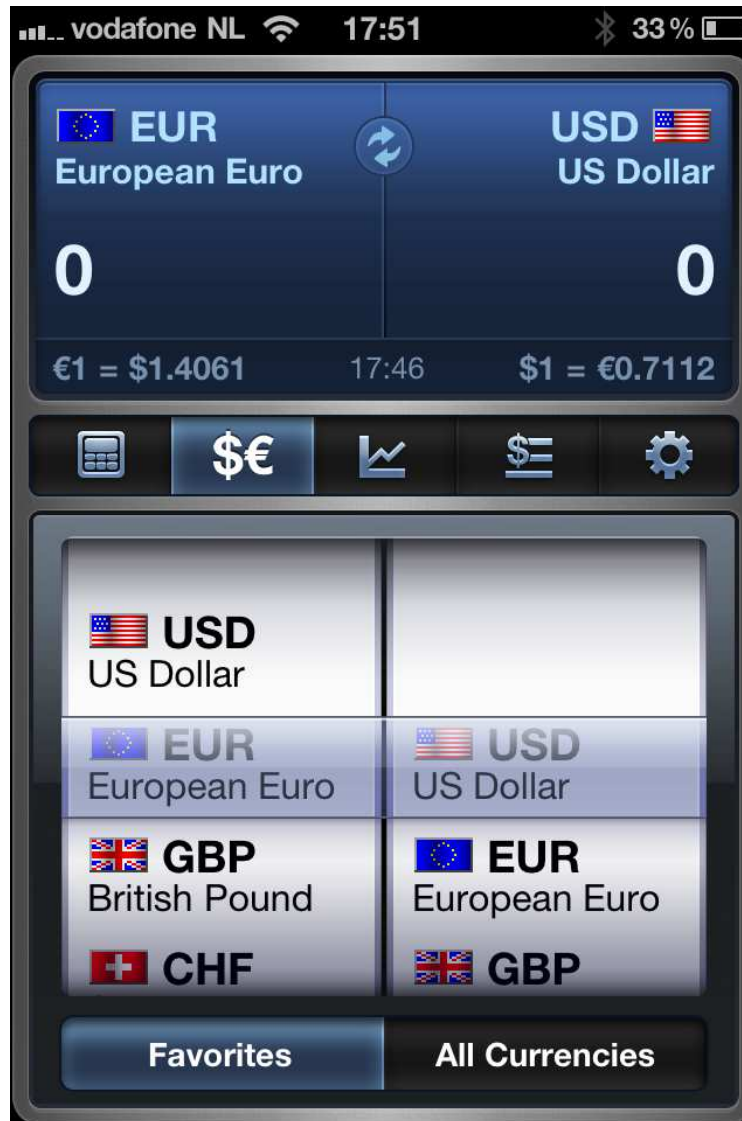 vodafone NL 17:51 33%
EUR USD
European Euro US Dollar
0 0
€1 = $1.4061 17:46 $1 = €0.7112
$€ $
USD
US Dollar
EUR USD
European Euro US Dollar
GBP EUR
British Pound European Euro
CHF GBP
Favorites All Currencies